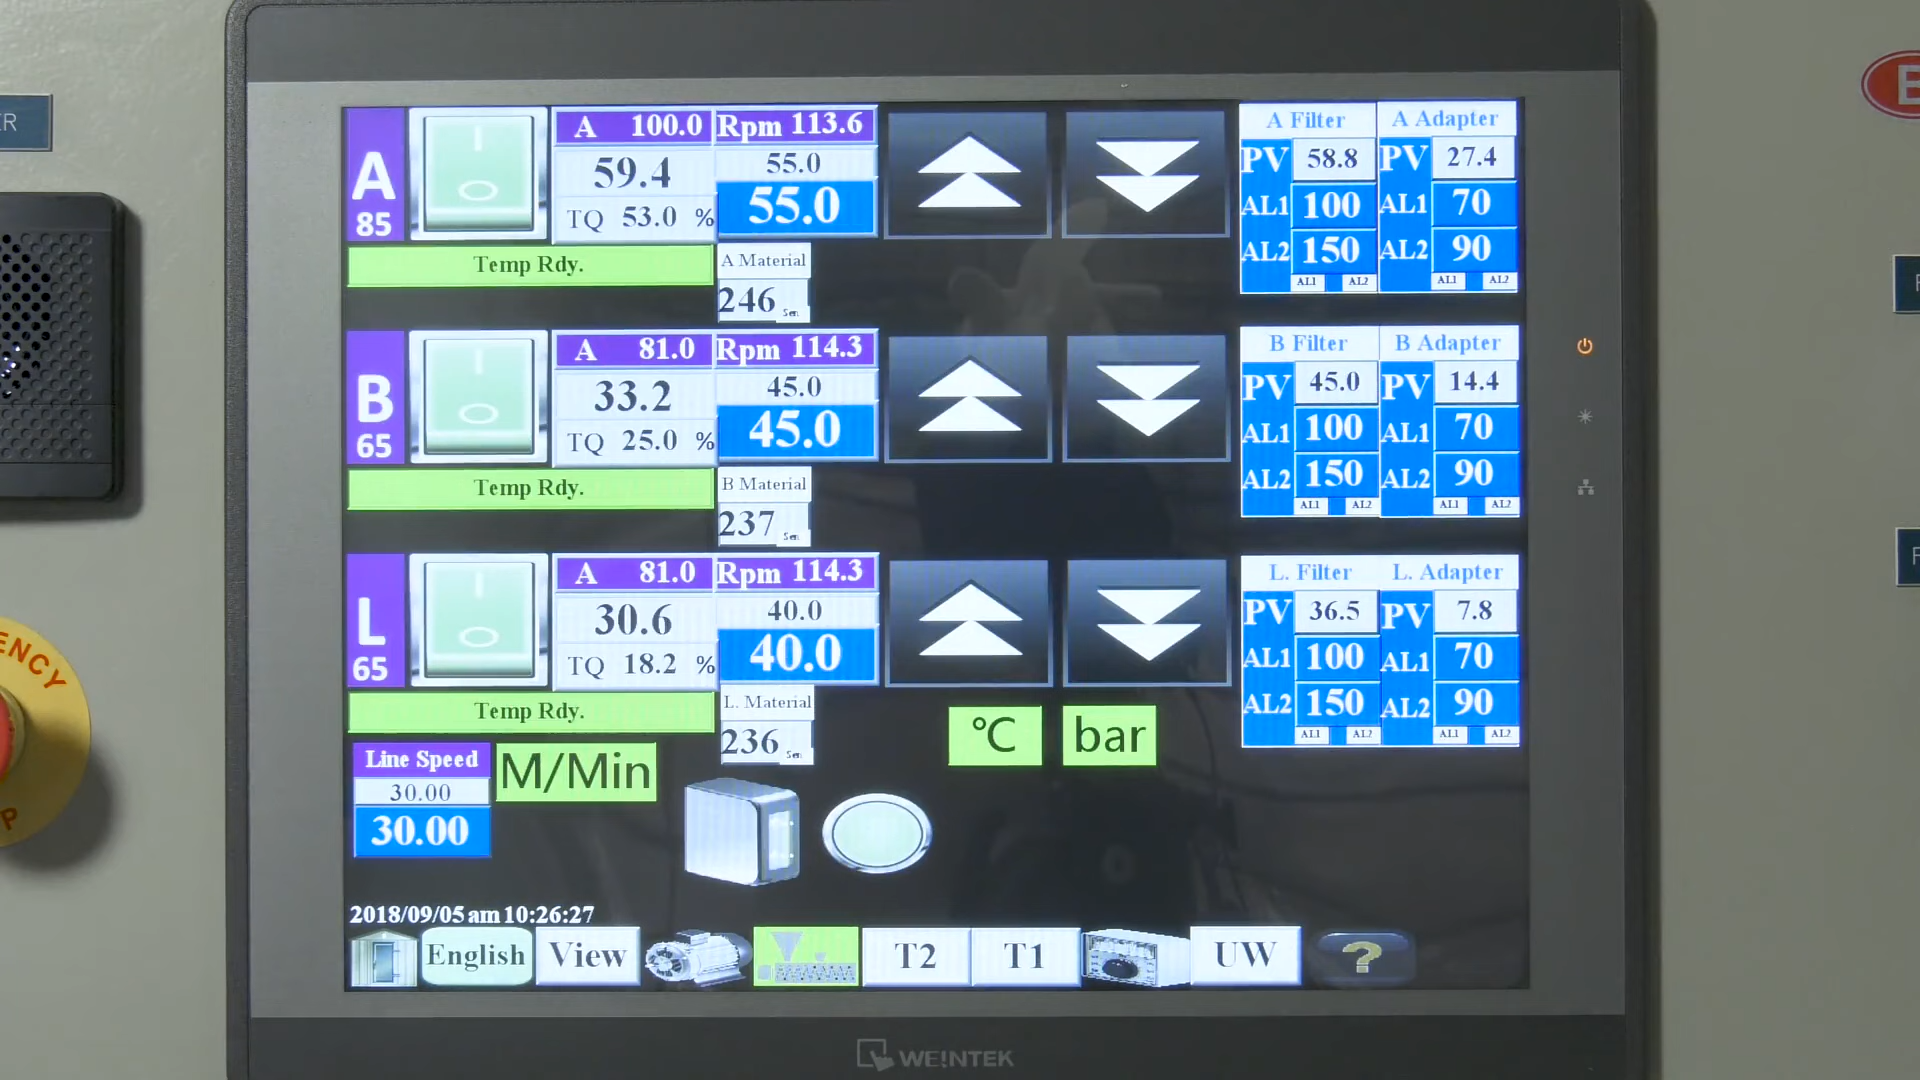 A 100.0 Rpm 113.6
A 59.4 55.0
85 TQ 53.0 % 55.0
Temp Rdy.
A Material
246 Sen
A Filter A Adapter
PV 58.8 PV 27.4
AL1 100 AL1 70
AL2 150 AL2 90
AL1 AL2 AL1 AL2
A 81.0 Rpm 114.3
B 33.2 45.0
65 TQ 25.0 % 45.0
Temp Rdy.
B Material
237 Sen
B Filter B Adapter
PV 45.0 PV 14.4
AL1 100 AL1 70
AL2 150 AL2 90
AL1 AL2 AL1 AL2
A 81.0 Rpm 114.3
L 30.6 40.0
65 TQ 18.2 % 40.0
Temp Rdy.
L. Material
236 Sen
L. Filter L. Adapter
PV 36.5 PV 7.8
AL1 100 AL1 70
AL2 150 AL2 90
AL1 AL2 AL1 AL2
°C bar
Line Speed M/Min
30.00
30.00
2018/09/05 am 10:26:27
English View T2 T1 UW ?
WEINTEK